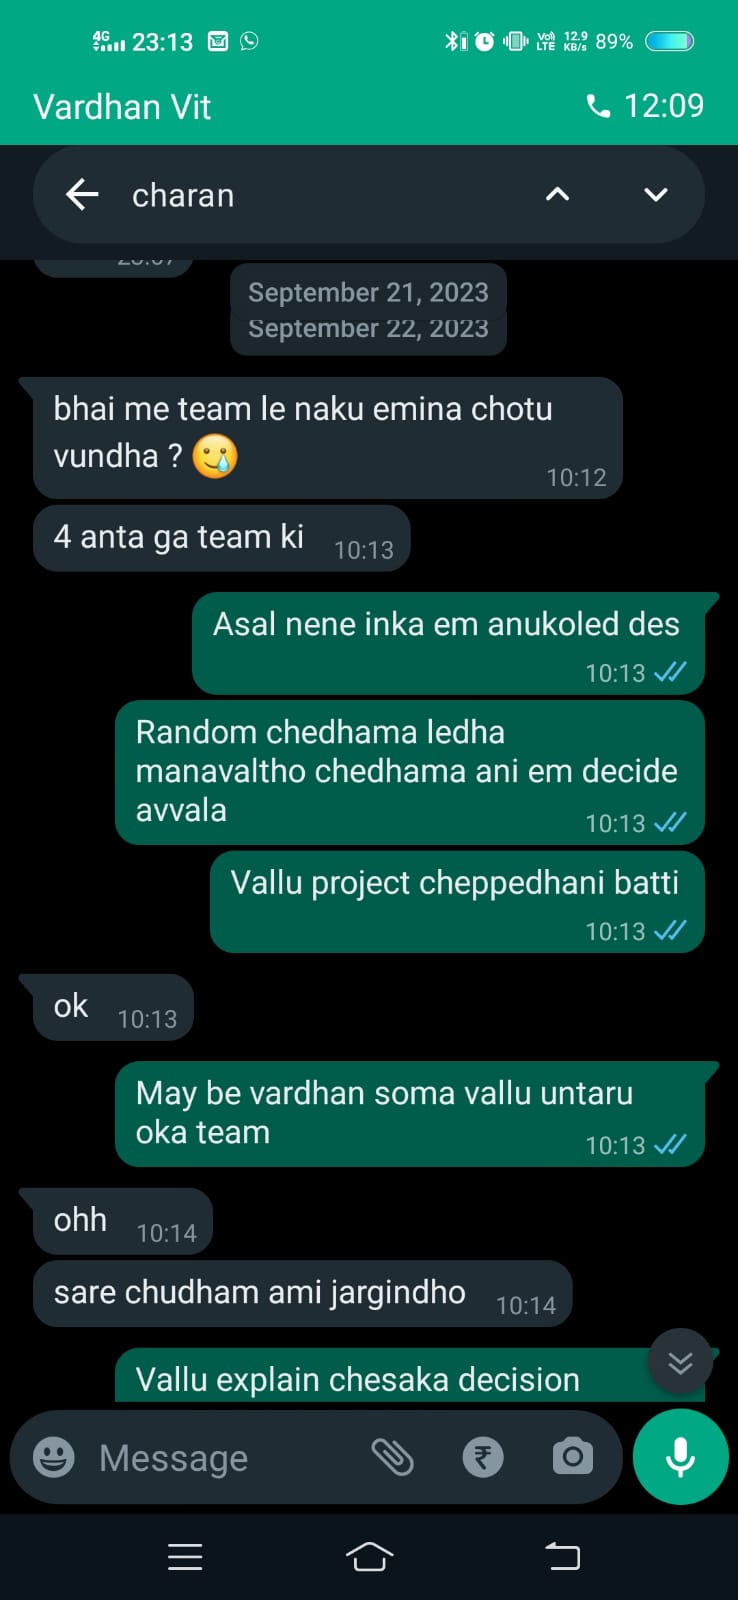 4G 23:13 VoD LTE 12.9 KB/s 89%
Vardhan Vit 12:09
charan
September 21, 2023
September 22, 2023
bhai me team le naku emina chotu
vundha ? 🥲
10:12
4 anta ga team ki 10:13
Asal nene inka em anukoled des
10:13
Random chedhama ledha
manavaltho chedhama ani em decide
avvala
10:13
Vallu project cheppedhani batti
10:13
ok 10:13
May be vardhan soma vallu untaru
oka team
10:13
ohh 10:14
sare chudham ami jargindho 10:14
Vallu explain chesaka decision
Message ₹